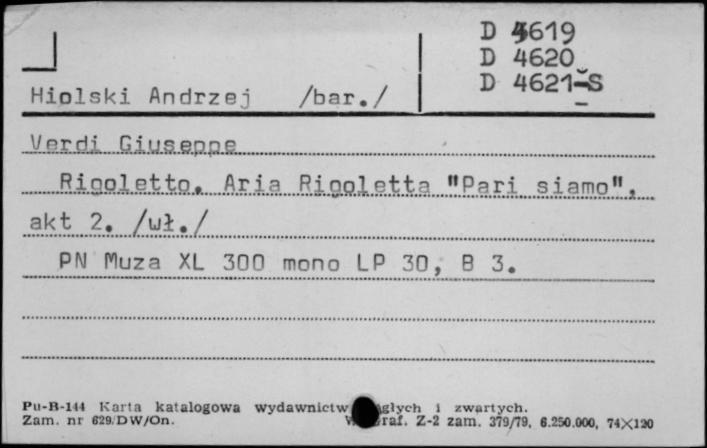 D 4619
D 4620
D 4621-S
Hiolski Andrzej /bar./
Verdi Giuseppe
Rigoletto. Aria Rigoletta "Pari siamo",
akt 2. /wł./
PN Muza XL 300 mono LP 30, B 3.
Pu-B-144 Karta katalogowa wydawnictw głych i zwartych.
Zam. nr 629/DW/On. graf. Z-2 zam. 379/79. 6.250.000, 74×120